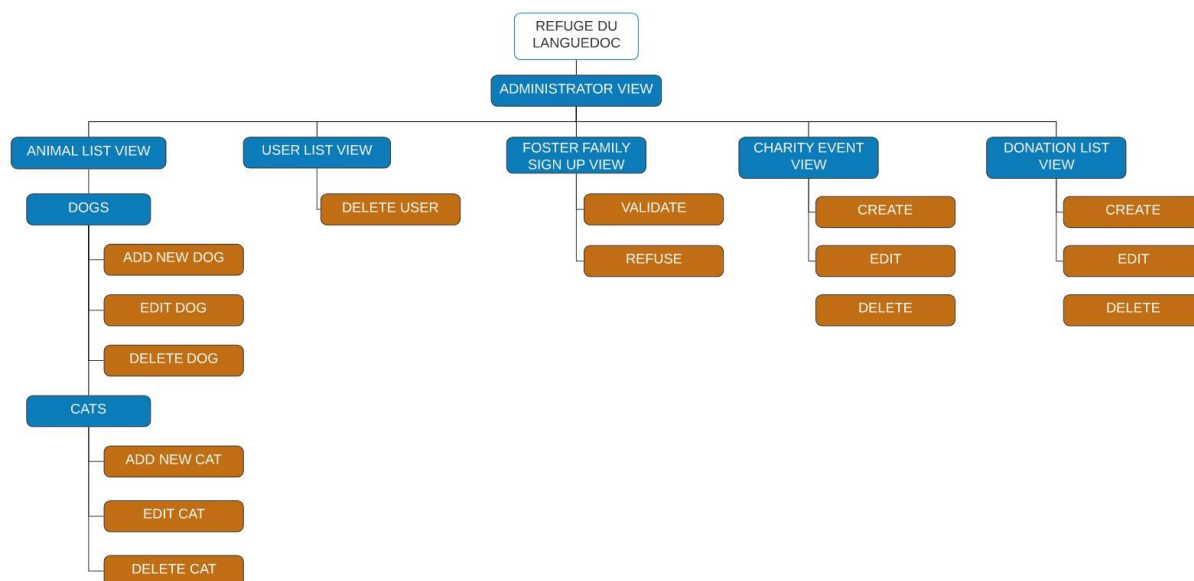 REFUGE DU
LANGUEDOC
ADMINISTRATOR VIEW
ANIMAL LIST VIEW
DOGS
ADD NEW DOG
EDIT DOG
DELETE DOG
CATS
ADD NEW CAT
EDIT CAT
DELETE CAT
USER LIST VIEW
DELETE USER
FOSTER FAMILY
SIGN UP VIEW
VALIDATE
REFUSE
CHARITY EVENT
VIEW
CREATE
EDIT
DELETE
DONATION LIST
VIEW
CREATE
EDIT
DELETE